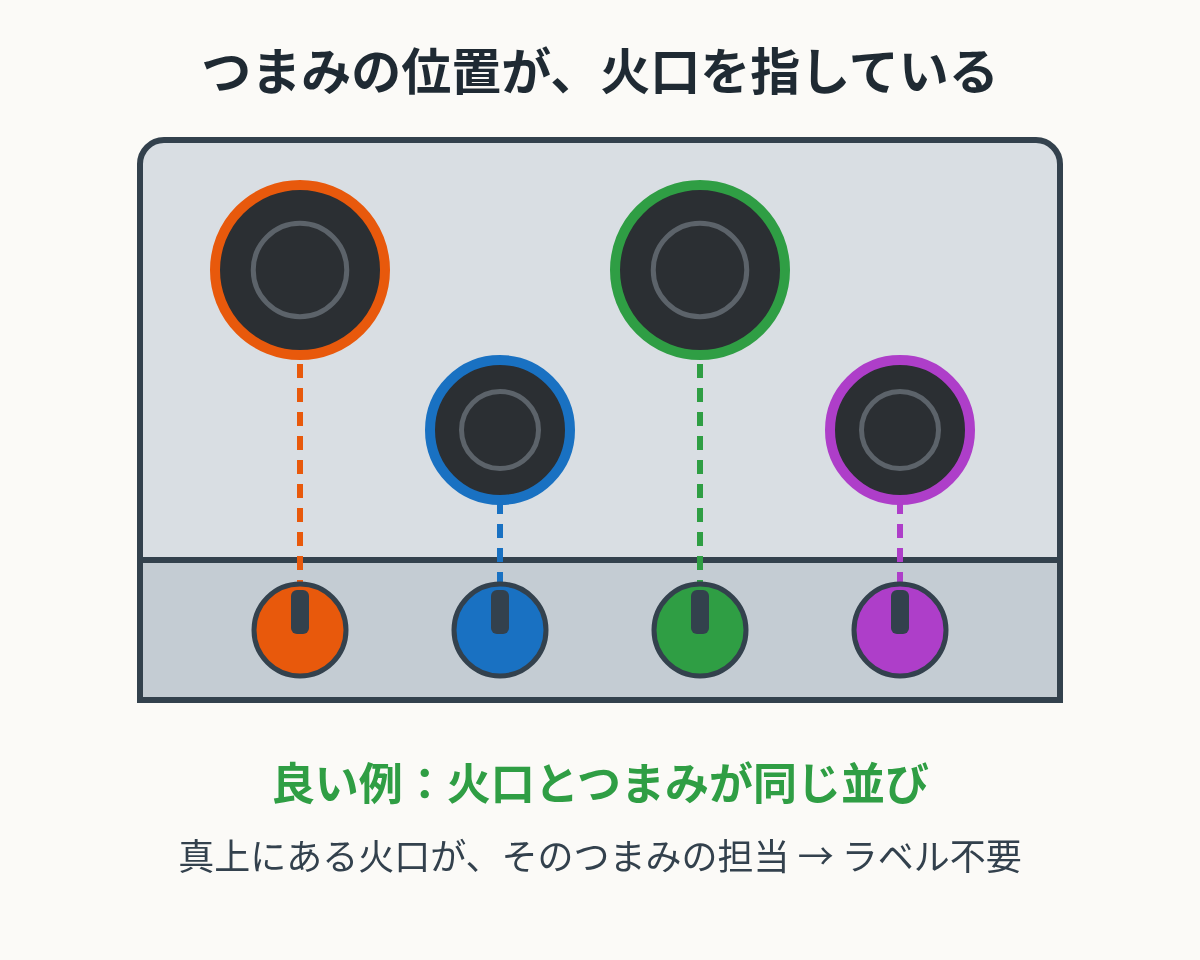 つまみの位置が、火口を指している
良い例：火口とつまみが同じ並び
真上にある火口が、そのつまみの担当 → ラベル不要